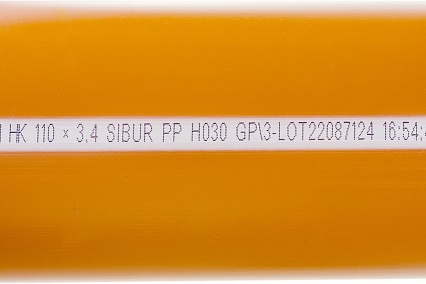 НК 110 × 3,4 SIBUR PP H030 GP\3-LOT22087124 16:54: